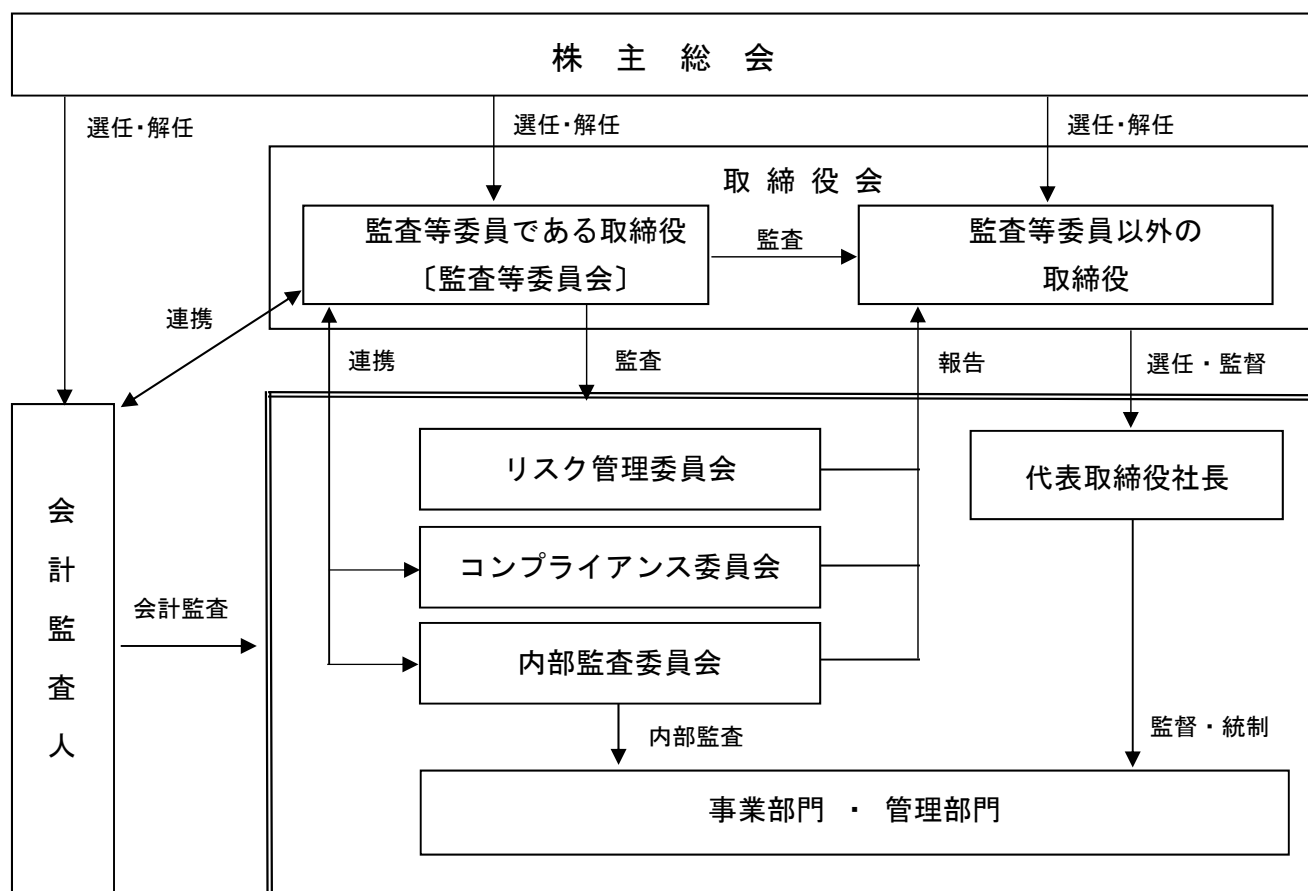 株 主 総 会
選任・解任
選任・解任
選任・解任
取 締 役 会
監査等委員である取締役
〔監査等委員会〕
監査
監査等委員以外の
取締役
連携
連携
監査
報告
選任・監督
リスク管理委員会
代表取締役社長
コンプライアンス委員会
会計監査人
会計監査
内部監査委員会
内部監査
監督・統制
事業部門 ・ 管理部門